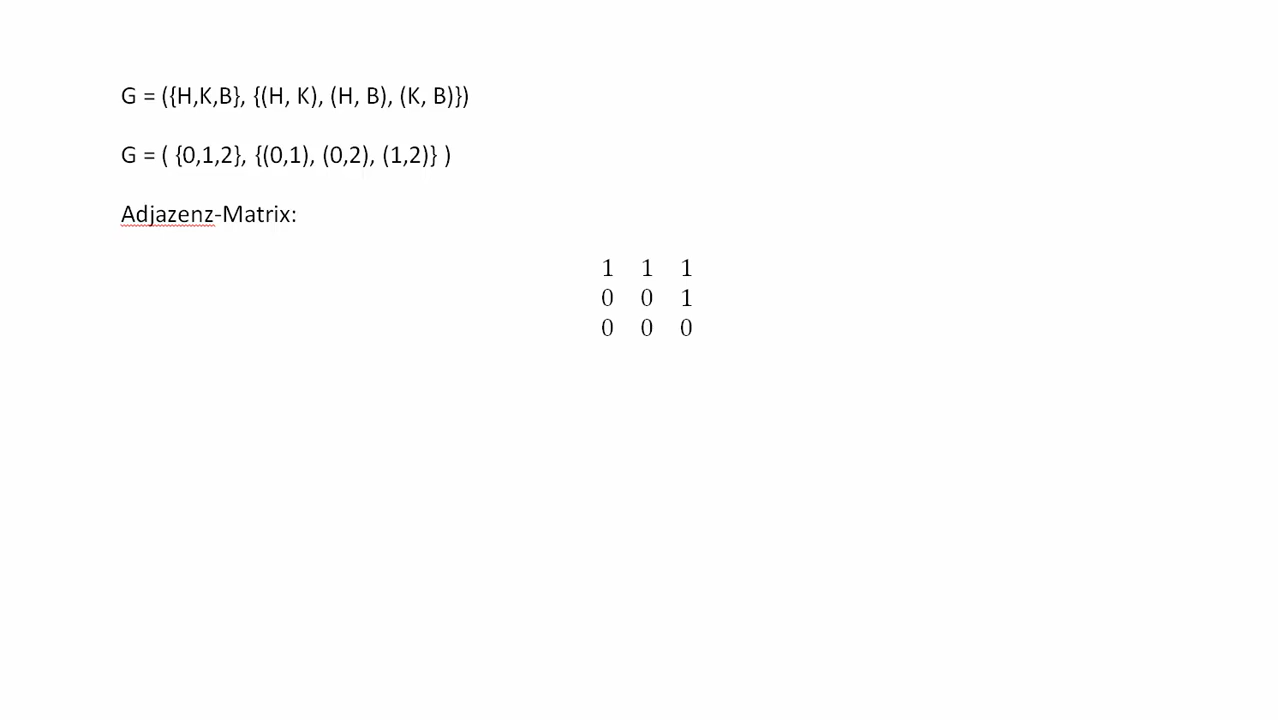 G = ({H,K,B}, {(H, K), (H, B), (K, B)})
G = ( {0,1,2}, {(0,1), (0,2), (1,2)} )
Adjazenz-Matrix:
1 1 1
0 0 1
0 0 0